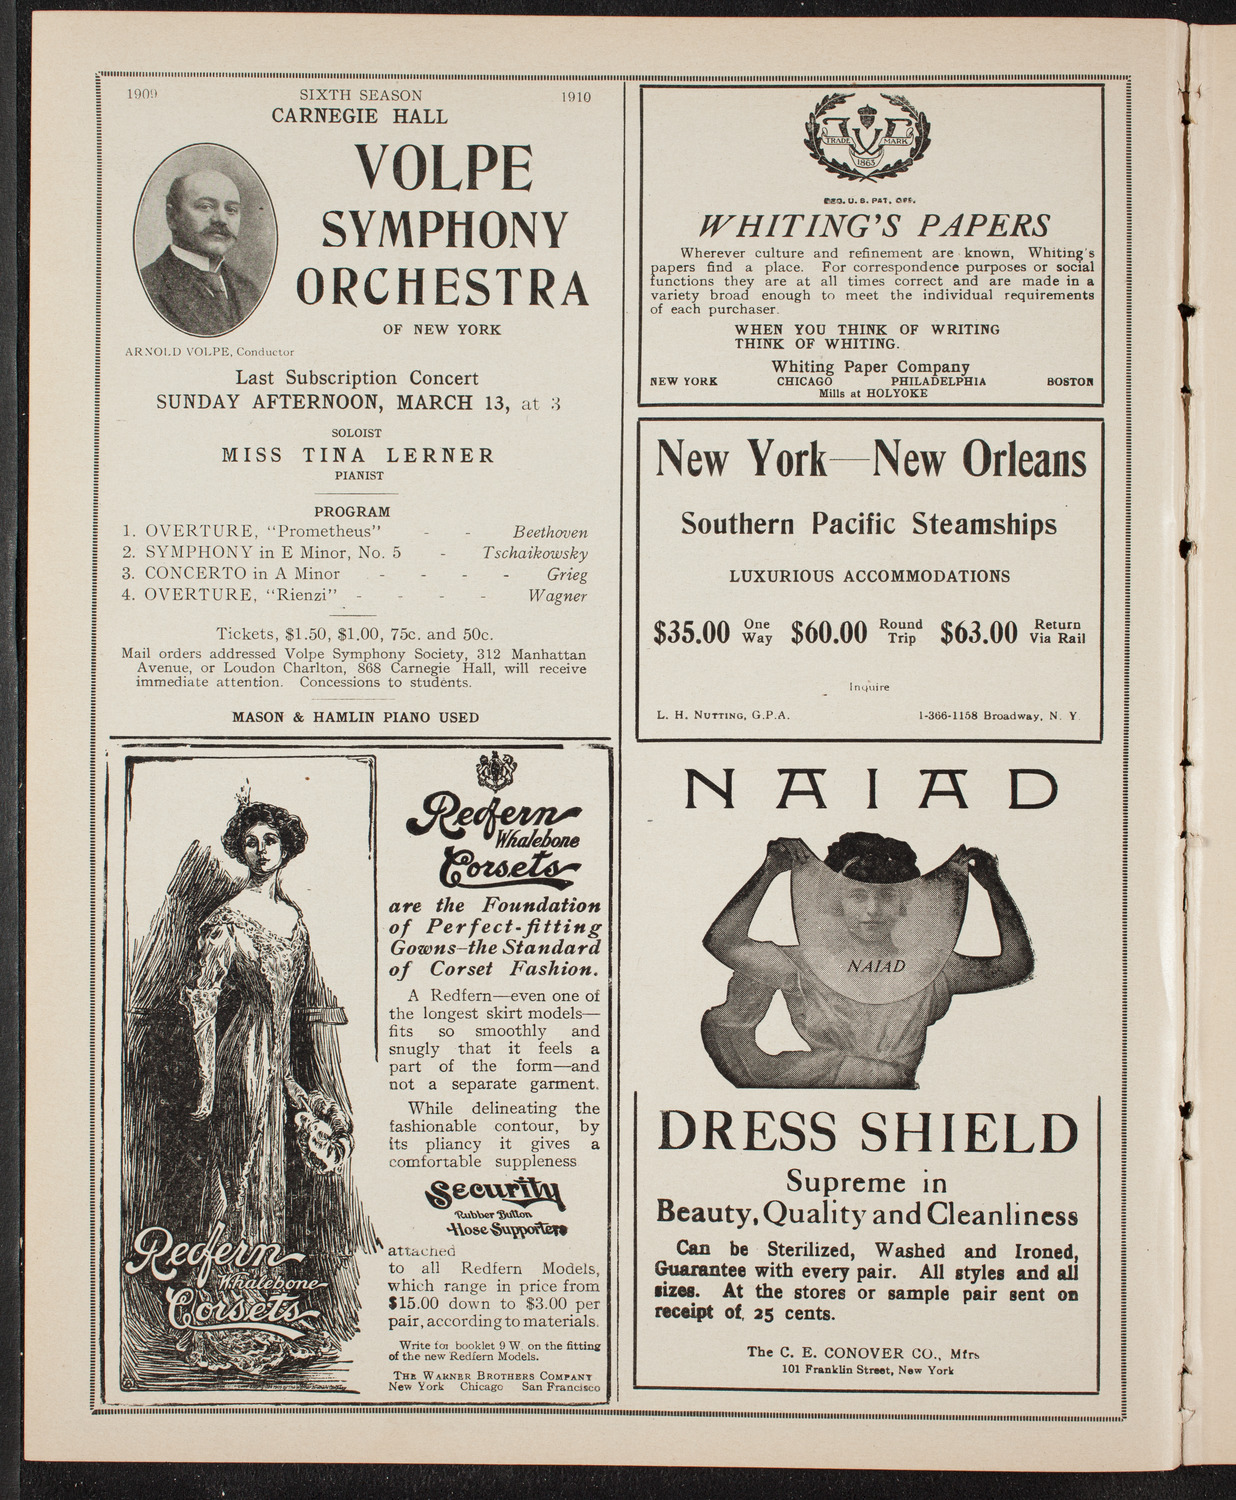 1909 SIXTH SEASON 1910
CARNEGIE HALL
VOLPE
SYMPHONY
ORCHESTRA
OF NEW YORK
ARNOLD VOLPE, Conductor
Last Subscription Concert
SUNDAY AFTERNOON, MARCH 13, at 3
SOLOIST
MISS TINA LERNER
PIANIST
PROGRAM
1. OVERTURE, "Prometheus" - - Beethoven
2. SYMPHONY in E Minor, No. 5 - Tschaikowsky
3. CONCERTO in A Minor - - - - Grieg
4. OVERTURE, "Rienzi" - - - - Wagner
Tickets, $1.50, $1.00, 75c. and 50c.
Mail orders addressed Volpe Symphony Society, 312 Manhattan
Avenue, or Loudon Charlton, 868 Carnegie Hall, will receive
immediate attention. Concessions to students.
MASON & HAMLIN PIANO USED
Redfern
Whalebone
Corsets
are the Foundation
of Perfect-fitting
Gowns—the Standard
of Corset Fashion.
A Redfern—even one of
the longest skirt models—
fits so smoothly and
snugly that it feels a
part of the form—and
not a separate garment.
While delineating the
fashionable contour, by
its pliancy it gives a
comfortable suppleness
Security
Rubber Button
Hose Supporters
attached
to all Redfern Models,
which range in price from
$15.00 down to $3.00 per
pair, according to materials.
Write for booklet 9 W. on the fitting
of the new Redfern Models.
THE WARNER BROTHERS COMPANY
New York Chicago San Francisco
Redfern
Whalebone
Corsets
TRADE MARK
1865
REG. U. S. PAT. OFF.
WHITING'S PAPERS
Wherever culture and refinement are known, Whiting's
papers find a place. For correspondence purposes or social
functions they are at all times correct and are made in a
variety broad enough to meet the individual requirements
of each purchaser.
WHEN YOU THINK OF WRITING
THINK OF WHITING.
Whiting Paper Company
NEW YORK CHICAGO PHILADELPHIA BOSTON
Mills at HOLYOKE
New York—New Orleans
Southern Pacific Steamships
LUXURIOUS ACCOMMODATIONS
$35.00 One Way $60.00 Round Trip $63.00 Return Via Rail
Inquire
L. H. NUTTING, G.P.A. 1-366-1158 Broadway, N. Y.
NAIAD
NAIAD
DRESS SHIELD
Supreme in
Beauty, Quality and Cleanliness
Can be Sterilized, Washed and Ironed,
Guarantee with every pair. All styles and all
sizes. At the stores or sample pair sent on
receipt of 25 cents.
The C. E. CONOVER CO., Mfrs
101 Franklin Street, New York